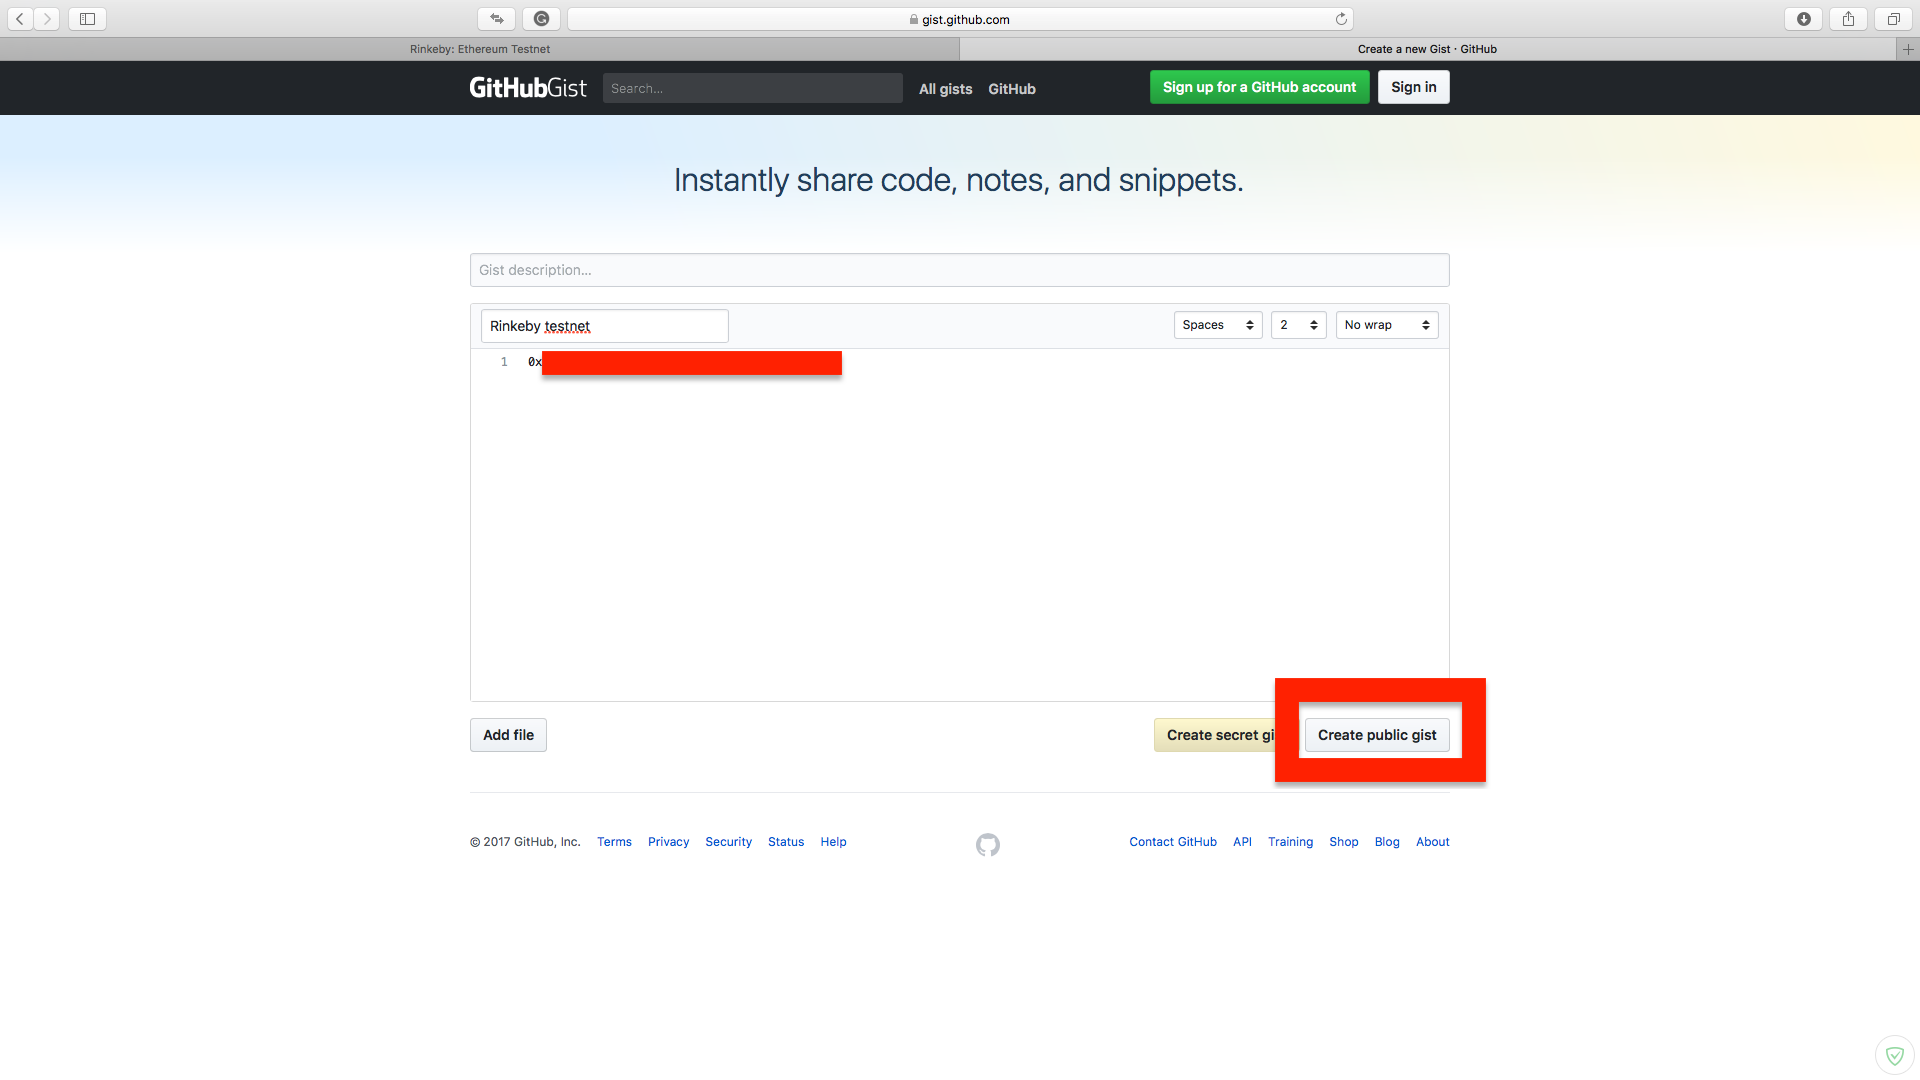 gist.github.com
Rinkeby: Ethereum Testnet
Create a new Gist · GitHub
GitHubGist
Search...
All gists
GitHub
Sign up for a GitHub account
Sign in
Instantly share code, notes, and snippets.
Gist description...
Rinkeby testnet
Spaces
2
No wrap
1
0x
Add file
Create secret gi
Create public gist
© 2017 GitHub, Inc.
Terms
Privacy
Security
Status
Help
Contact GitHub
API
Training
Shop
Blog
About